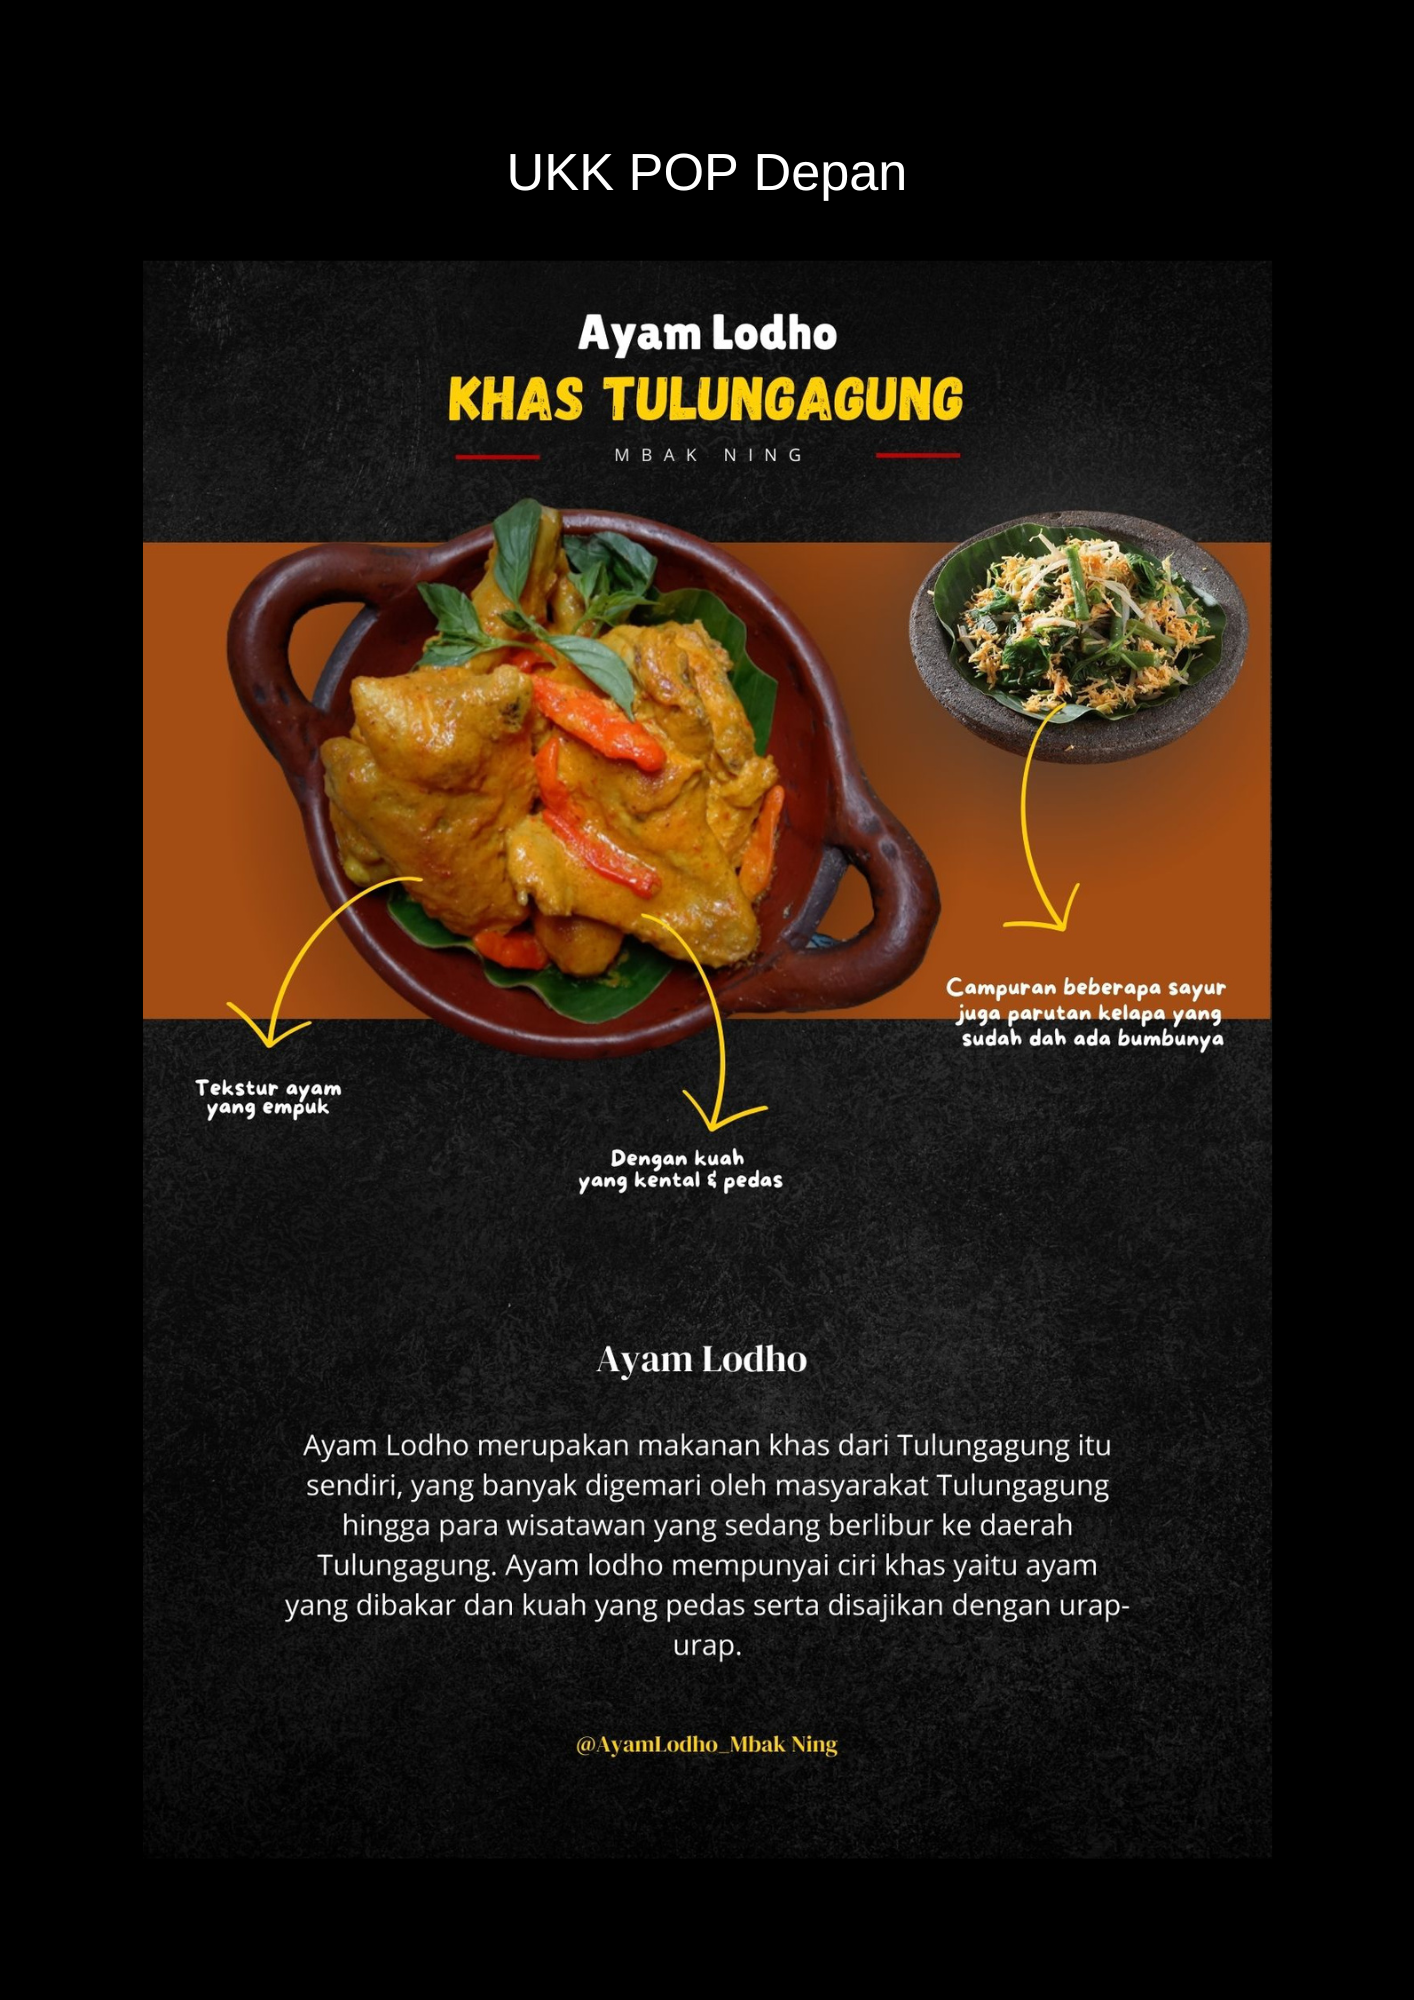 UKK POP Depan
Ayam Lodho
KHAS TULUNGAGUNG
MBAK NING
Campuran beberapa sayur
juga parutan kelapa yang
sudah dah ada bumbunya
Tekstur ayam
yang empuk
Dengan kuah
yang kental & pedas
Ayam Lodho
Ayam Lodho merupakan makanan khas dari Tulungagung itu
sendiri, yang banyak digemari oleh masyarakat Tulungagung
hingga para wisatawan yang sedang berlibur ke daerah
Tulungagung. Ayam lodho mempunyai ciri khas yaitu ayam
yang dibakar dan kuah yang pedas serta disajikan dengan urap-
urap.
@AyamLodho_Mbak Ning